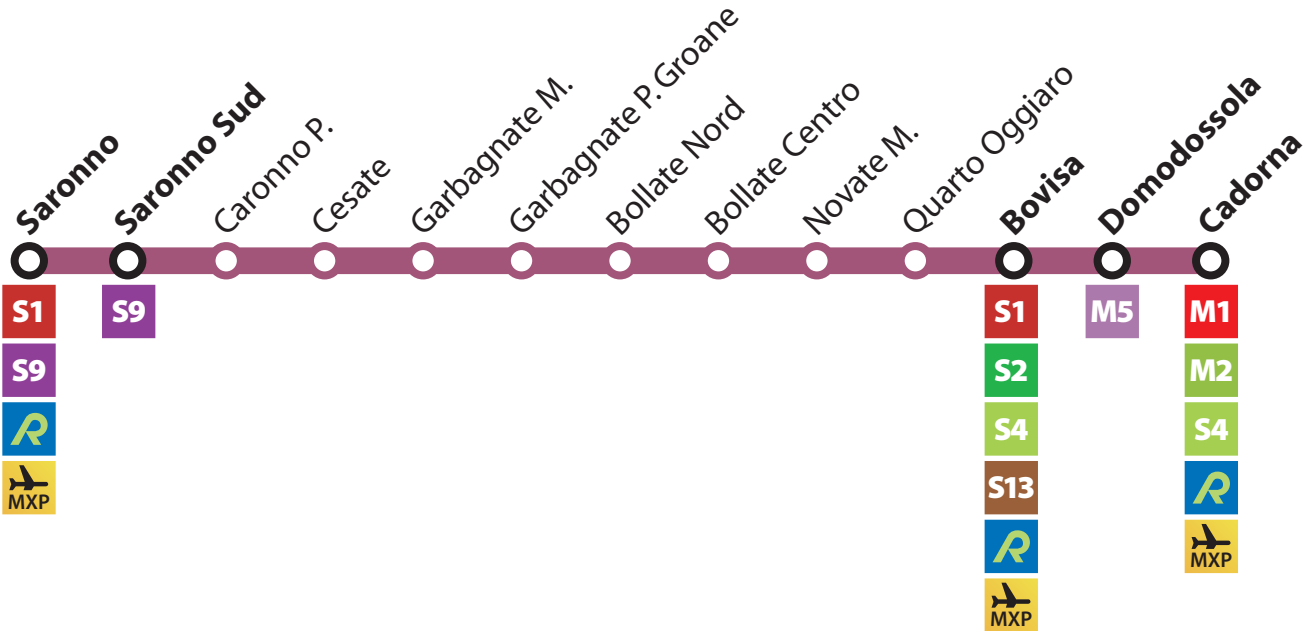 Saronno
Saronno Sud
Caronno P.
Cesate
Garbagnate M.
Garbagnate P. Groane
Bollate Nord
Bollate Centro
Novate M.
Quarto Oggiaro
Bovisa
Domodossola
Cadorna
S1
S9
R
MXP
S9
S1
S2
S4
S13
R
MXP
M5
M1
M2
S4
R
MXP